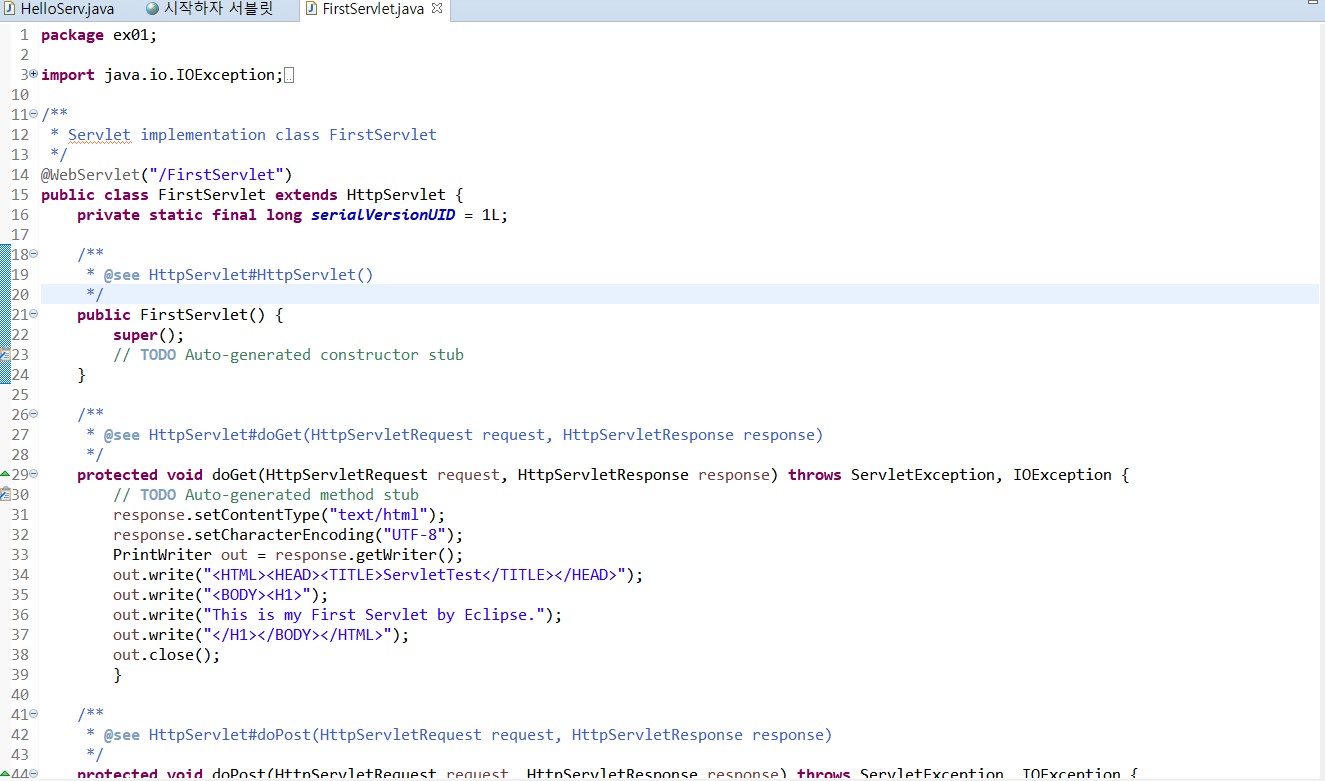 HelloServ.java 시작하자 서블릿 FirstServlet.java
1 package ex01;
2
3 import java.io.IOException;
10
11 /**
12  * Servlet implementation class FirstServlet
13  */
14 @WebServlet("/FirstServlet")
15 public class FirstServlet extends HttpServlet {
16     private static final long serialVersionUID = 1L;
17
18     /**
19      * @see HttpServlet#HttpServlet()
20      */
21     public FirstServlet() {
22         super();
23         // TODO Auto-generated constructor stub
24     }
25
26     /**
27      * @see HttpServlet#doGet(HttpServletRequest request, HttpServletResponse response)
28      */
29     protected void doGet(HttpServletRequest request, HttpServletResponse response) throws ServletException, IOException {
30         // TODO Auto-generated method stub
31         response.setContentType("text/html");
32         response.setCharacterEncoding("UTF-8");
33         PrintWriter out = response.getWriter();
34         out.write("<HTML><HEAD><TITLE>ServletTest</TITLE></HEAD>");
35         out.write("<BODY><H1>");
36         out.write("This is my First Servlet by Eclipse.");
37         out.write("</H1></BODY></HTML>");
38         out.close();
39         }
40
41     /**
42      * @see HttpServlet#doPost(HttpServletRequest request, HttpServletResponse response)
43      */
44     protected void doPost(HttpServletRequest request, HttpServletResponse response) throws ServletException, IOException {